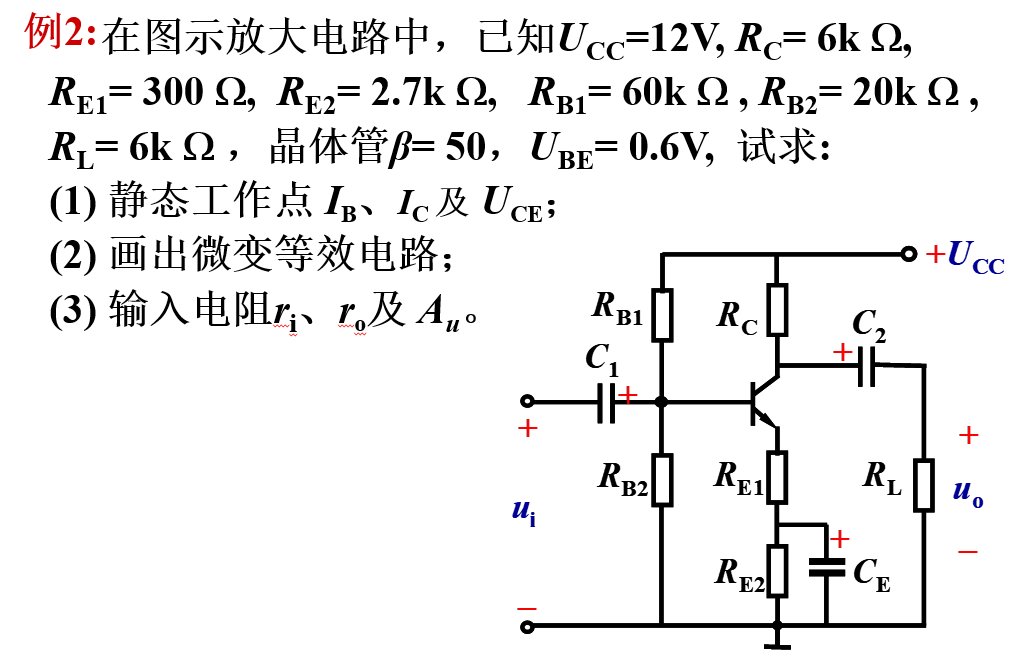 例2:在图示放大电路中，已知UCC=12V, RC= 6k Ω,
RE1= 300 Ω, RE2= 2.7k Ω, RB1= 60k Ω , RB2= 20k Ω ,
RL= 6k Ω ，晶体管β= 50， UBE= 0.6V, 试求:
(1) 静态工作点 IB、IC 及 UCE；
(2) 画出微变等效电路；
(3) 输入电阻ri、ro及 Au。
+UCC
RB1
RC
C2
+
C1
+
+
+
RB2
RE1
RL
uo
ui
+
−
RE2
CE
−